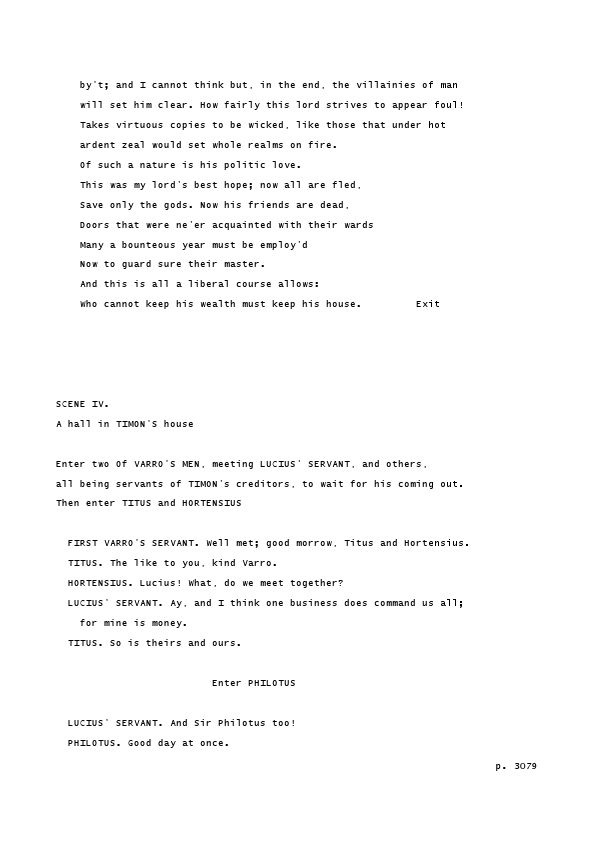 by't; and I cannot think but, in the end, the villainies of man
will set him clear. How fairly this lord strives to appear foul!
Takes virtuous copies to be wicked, like those that under hot
ardent zeal would set whole realms on fire.
Of such a nature is his politic love.
This was my lord's best hope; now all are fled,
Save only the gods. Now his friends are dead,
Doors that were ne'er acquainted with their wards
Many a bounteous year must be employ'd
Now to guard sure their master.
And this is all a liberal course allows:
Who cannot keep his wealth must keep his house. Exit
SCENE IV.
A hall in TIMON'S house
Enter two Of VARRO'S MEN, meeting LUCIUS' SERVANT, and others,
all being servants of TIMON's creditors, to wait for his coming out.
Then enter TITUS and HORTENSIUS
FIRST VARRO'S SERVANT. Well met; good morrow, Titus and Hortensius.
TITUS. The like to you, kind Varro.
HORTENSIUS. Lucius! What, do we meet together?
LUCIUS' SERVANT. Ay, and I think one business does command us all;
for mine is money.
TITUS. So is theirs and ours.
Enter PHILOTUS
LUCIUS' SERVANT. And Sir Philotus too!
PHILOTUS. Good day at once.
p. 3079